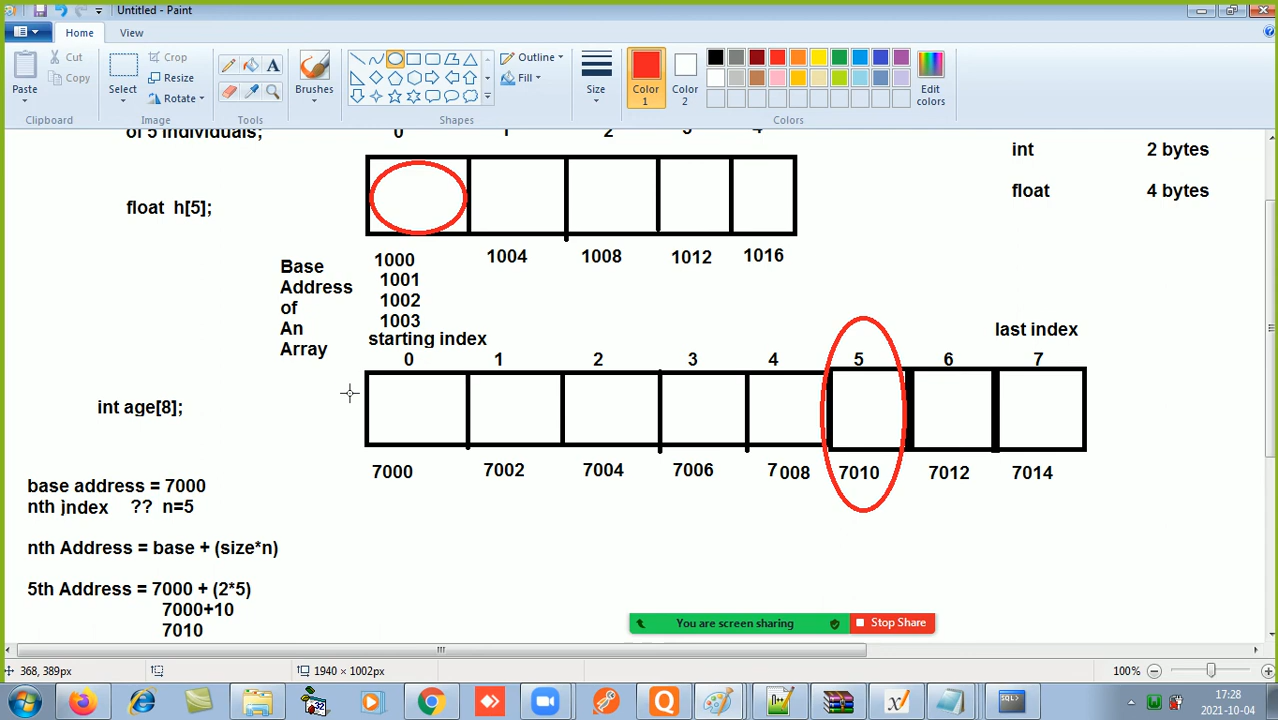 Untitled - Paint
Home
View
Paste
Cut
Copy
Clipboard
Select
Crop
Resize
Rotate
Image
A
Tools
Brushes
Outline
Fill
Shapes
Size
Color
1
Color
2
Edit
colors
Colors
of 5 individuals;
0 1 2 3 4
int 2 bytes
float 4 bytes
float h[5];
1000 1004 1008 1012 1016
1001
1002
1003
Base
Address
of
An
Array
starting index
last index
0 1 2 3 4 5 6 7
int age[8];
7000 7002 7004 7006 7008 7010 7012 7014
base address = 7000
nth index ?? n=5
nth Address = base + (size*n)
5th Address = 7000 + (2*5)
7000+10
7010
You are screen sharing
Stop Share
368, 389px
1940 × 1002px
100%
32
Q
n++
X
SQL>
17:28
2021-10-04